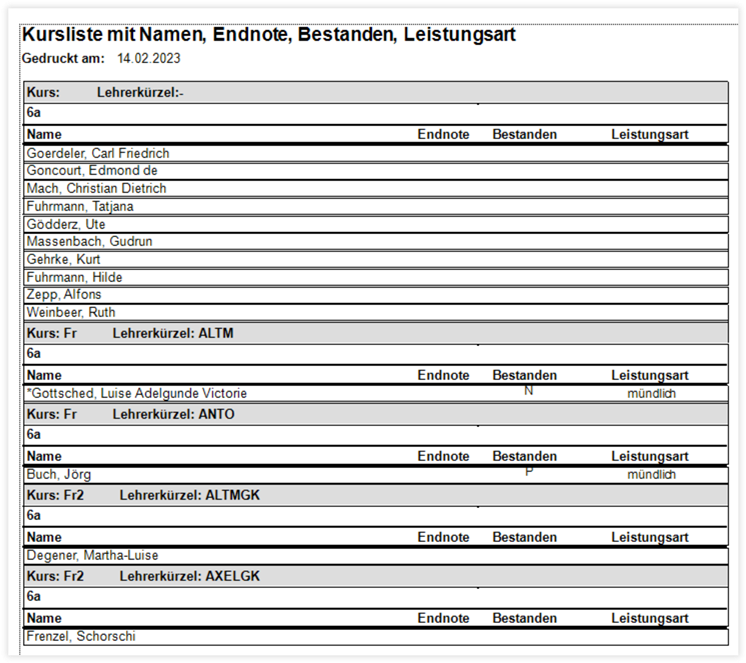 Kursliste mit Namen, Endnote, Bestanden, Leistungsart
Gedruckt am: 14.02.2023
Kurs: Lehrerkürzel:-
6a
Name Endnote Bestanden Leistungsart
Goerdeler, Carl Friedrich
Goncourt, Edmond de
Mach, Christian Dietrich
Fuhrmann, Tatjana
Gödderz, Ute
Massenbach, Gudrun
Gehrke, Kurt
Fuhrmann, Hilde
Zepp, Alfons
Weinbeer, Ruth
Kurs: Fr Lehrerkürzel: ALTM
6a
Name Endnote Bestanden Leistungsart
"Gottsched, Luise Adelgunde Victorie N mündlich
Kurs: Fr Lehrerkürzel: ANTO
6a
Name Endnote Bestanden Leistungsart
Buch, Jörg P mündlich
Kurs: Fr2 Lehrerkürzel: ALTMGK
6a
Name Endnote Bestanden Leistungsart
Degener, Martha-Luise
Kurs: Fr2 Lehrerkürzel: AXELGK
6a
Name Endnote Bestanden Leistungsart
Frenzel, Schorschi